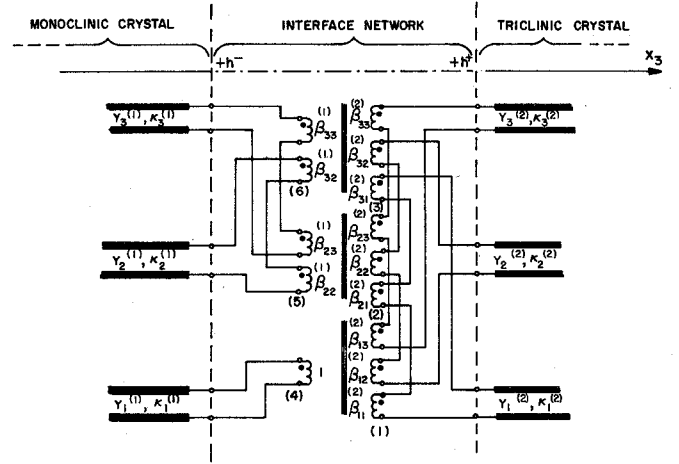 MONOCLINIC CRYSTAL INTERFACE NETWORK TRICLINIC CRYSTAL
+h⁻ +h⁺ X₃
Y₃⁽¹⁾, κ₃⁽¹⁾ β₃₃⁽¹⁾ β₃₃⁽²⁾ Y₃⁽²⁾, κ₃⁽²⁾
β₃₂⁽¹⁾ β₃₂⁽²⁾
(6) β₃₁⁽²⁾
(3)
Y₂⁽¹⁾, κ₂⁽¹⁾ β₂₃⁽¹⁾ β₂₃⁽²⁾ Y₂⁽²⁾, κ₂⁽²⁾
β₂₂⁽¹⁾ β₂₂⁽²⁾
(5) β₂₁⁽²⁾
(2)
β₁₃⁽²⁾
Y₁⁽¹⁾, κ₁⁽¹⁾ 1 β₁₂⁽²⁾ Y₁⁽²⁾, κ₁⁽²⁾
(4) β₁₁⁽²⁾
(1)